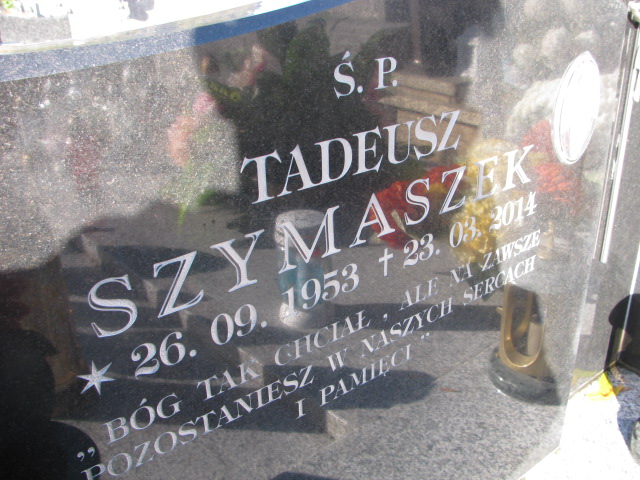 Ś. P.
TADEUSZ
SZYMASZEK
* 26. 09. 1953 † 23. 03. 2014
„BÓG TAK CHCIAŁ, ALE NA ZAWSZE
POZOSTANIESZ W NASZYCH SERCACH
I PAMIĘCI"